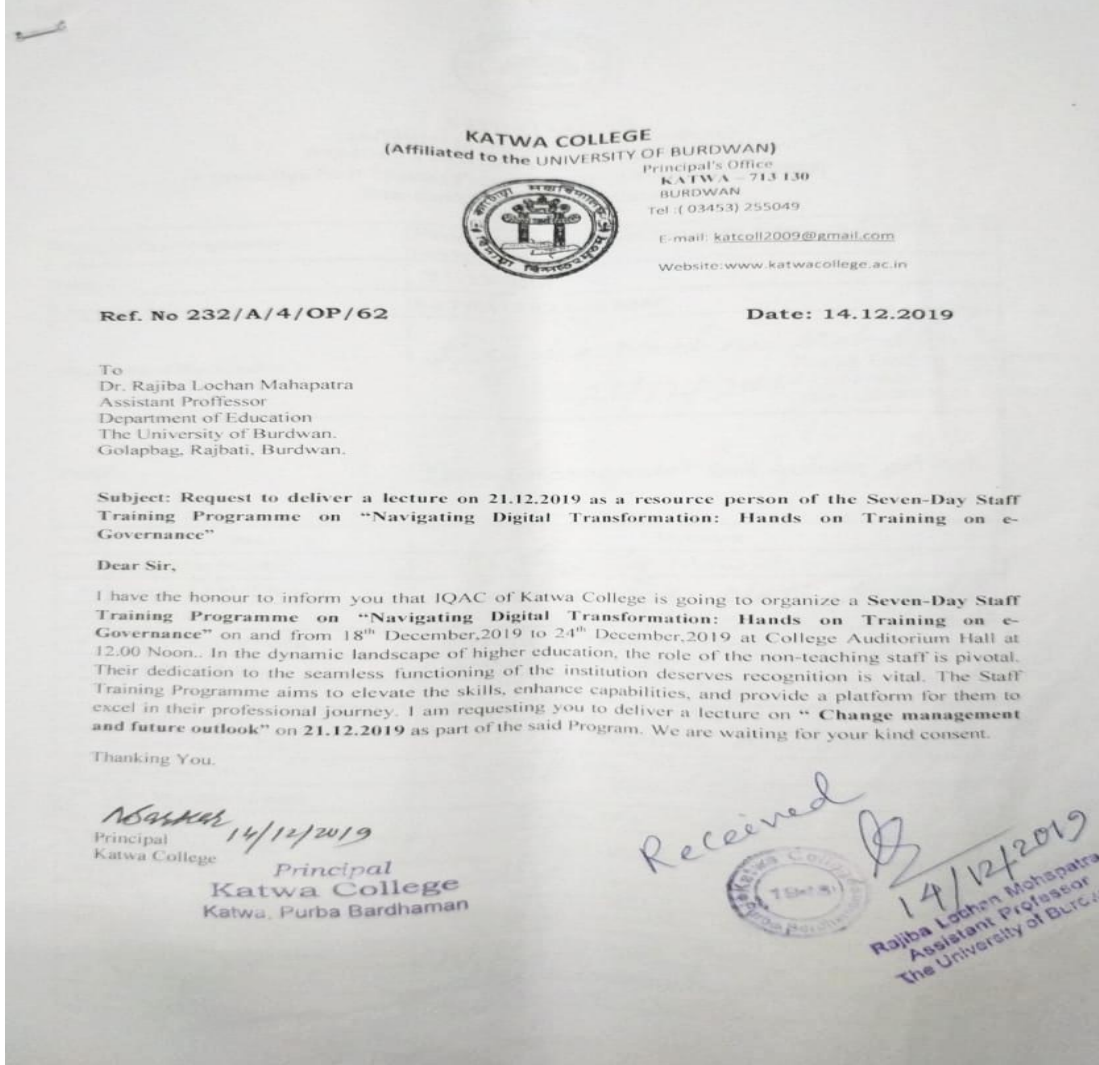 KATWA COLLEGE
(Affiliated to the UNIVERSITY OF BURDWAN)
Principal's Office
KATWA – 713 130
BURDWAN
Tel :( 03453) 255049
E-mail: katcoll2009@gmail.com
Website:www.katwacollege.ac.in
Ref. No 232/A/4/OP/62
Date: 14.12.2019
To
Dr. Rajiba Lochan Mahapatra
Assistant Proffessor
Department of Education
The University of Burdwan.
Golapbag, Rajbati, Burdwan.
Subject: Request to deliver a lecture on 21.12.2019 as a resource person of the Seven-Day Staff
Training Programme on “Navigating Digital Transformation: Hands on Training on e-
Governance”
Dear Sir,
I have the honour to inform you that IQAC of Katwa College is going to organize a Seven-Day Staff
Training Programme on “Navigating Digital Transformation: Hands on Training on e-
Governance” on and from 18th December,2019 to 24th December,2019 at College Auditorium Hall at
12.00 Noon.. In the dynamic landscape of higher education, the role of the non-teaching staff is pivotal.
Their dedication to the seamless functioning of the institution deserves recognition is vital. The Staff
Training Programme aims to elevate the skills, enhance capabilities, and provide a platform for them to
excel in their professional journey. I am requesting you to deliver a lecture on “ Change management
and future outlook” on 21.12.2019 as part of the said Program. We are waiting for your kind consent.
Thanking You.
NSarkar 14/12/2019
Principal
Katwa College
Principal
Katwa College
Katwa, Purba Bardhaman
Received
Katwa College
Purba Bardhaman
14/12/2019
Rajiba Lochan Mohapatra
Assistant Professor
The University of